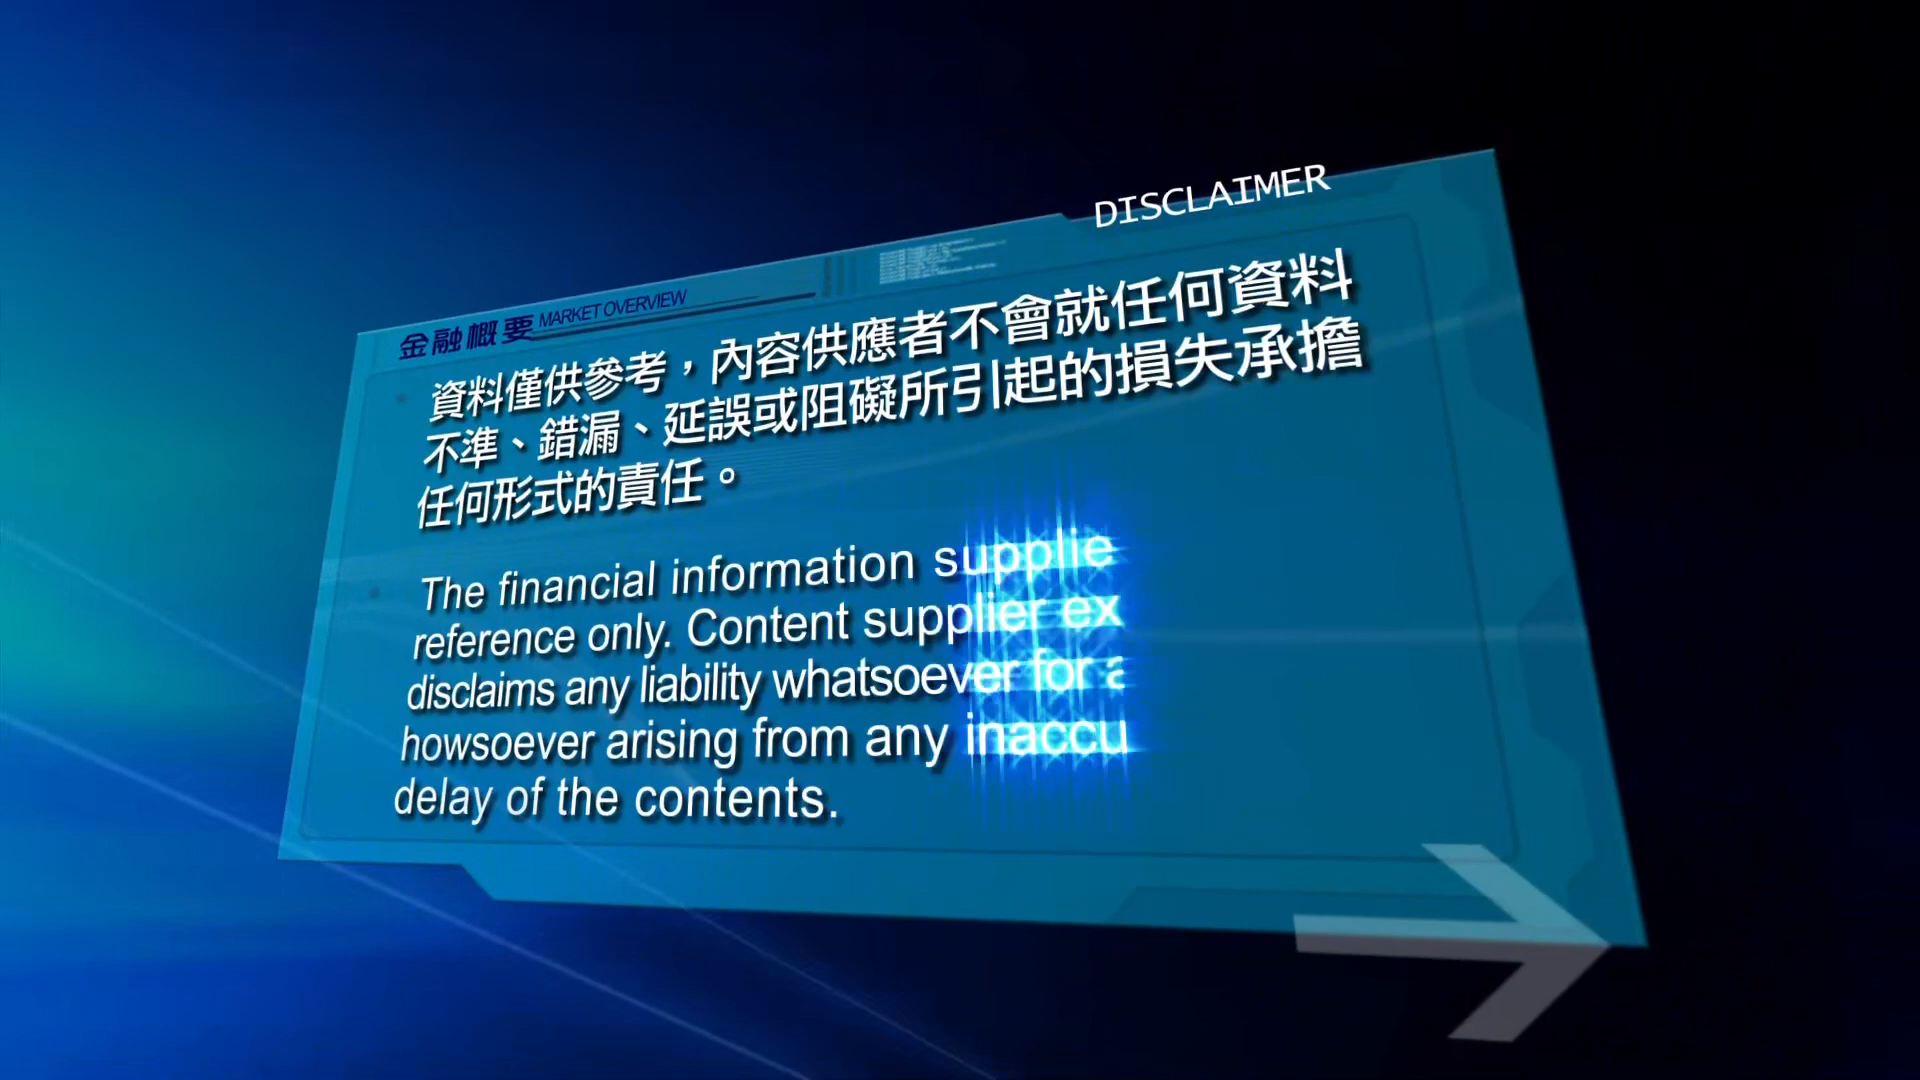 DISCLAIMER
金融概要 MARKET OVERVIEW
資料僅供參考，內容供應者不會就任何資料
不準、錯漏、延誤或阻礙所引起的損失承擔
任何形式的責任。
The financial information supplie
reference only. Content supplier ex
disclaims any liability whatsoever for a
howsoever arising from any inaccu
delay of the contents.